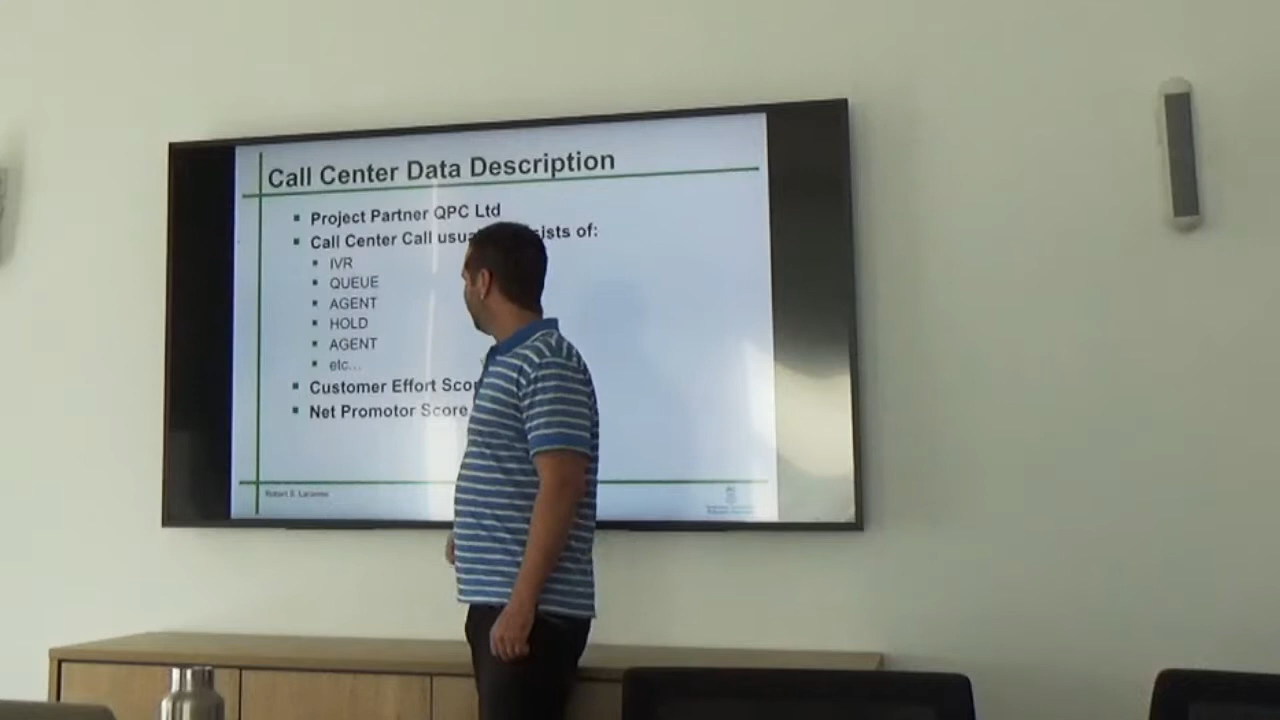 Call Center Data Description
Project Partner QPC Ltd
Call Center Call usua sists of:
IVR
QUEUE
AGENT
HOLD
AGENT
etc...
Customer Effort Sco
Net Promotor Score
Robert S.